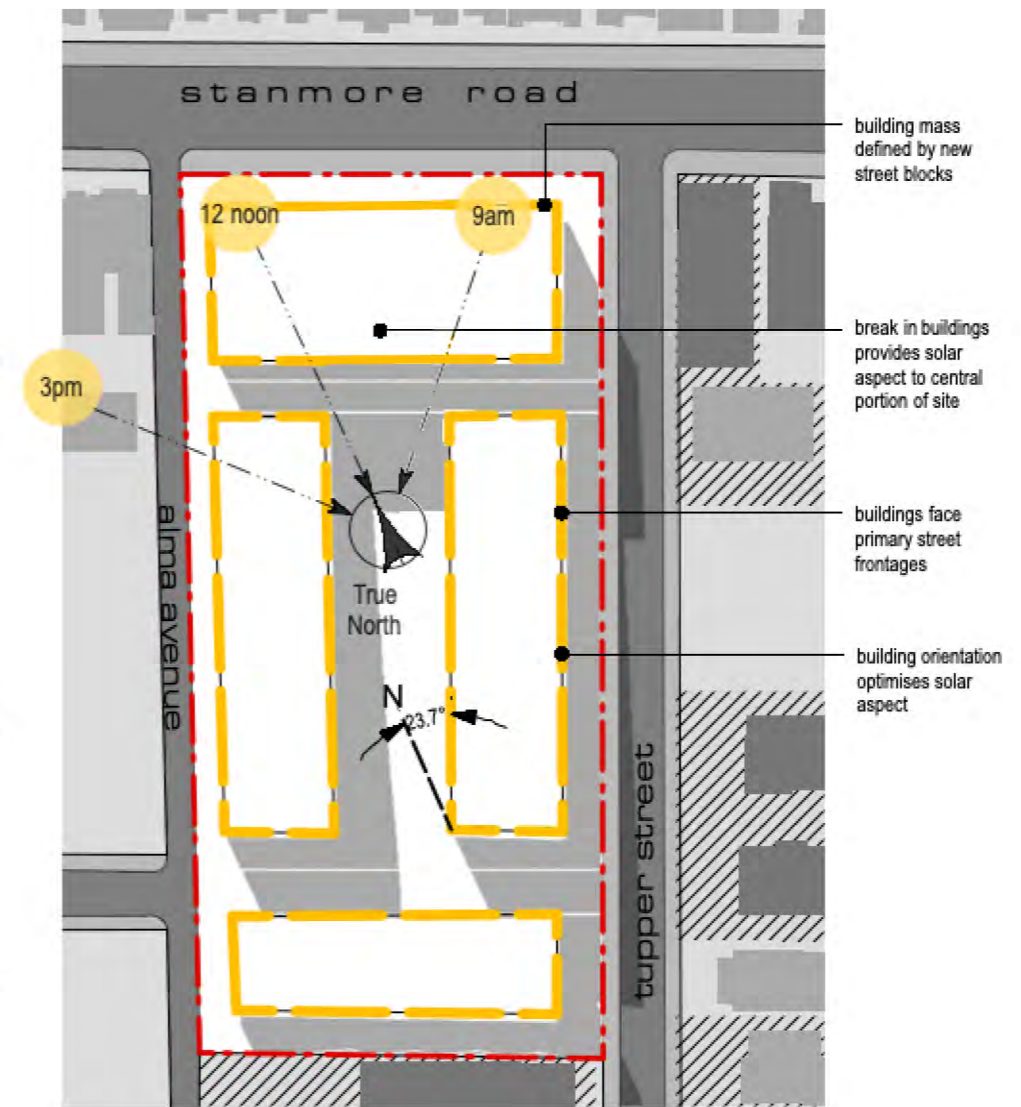 stanmore road
building mass
defined by new
street blocks
12 noon
9am
break in buildings
provides solar
aspect to central
portion of site
3pm
alma avenue
buildings face
primary street
frontages
True
North
building orientation
optimises solar
aspect
N
23.7°
tupper street